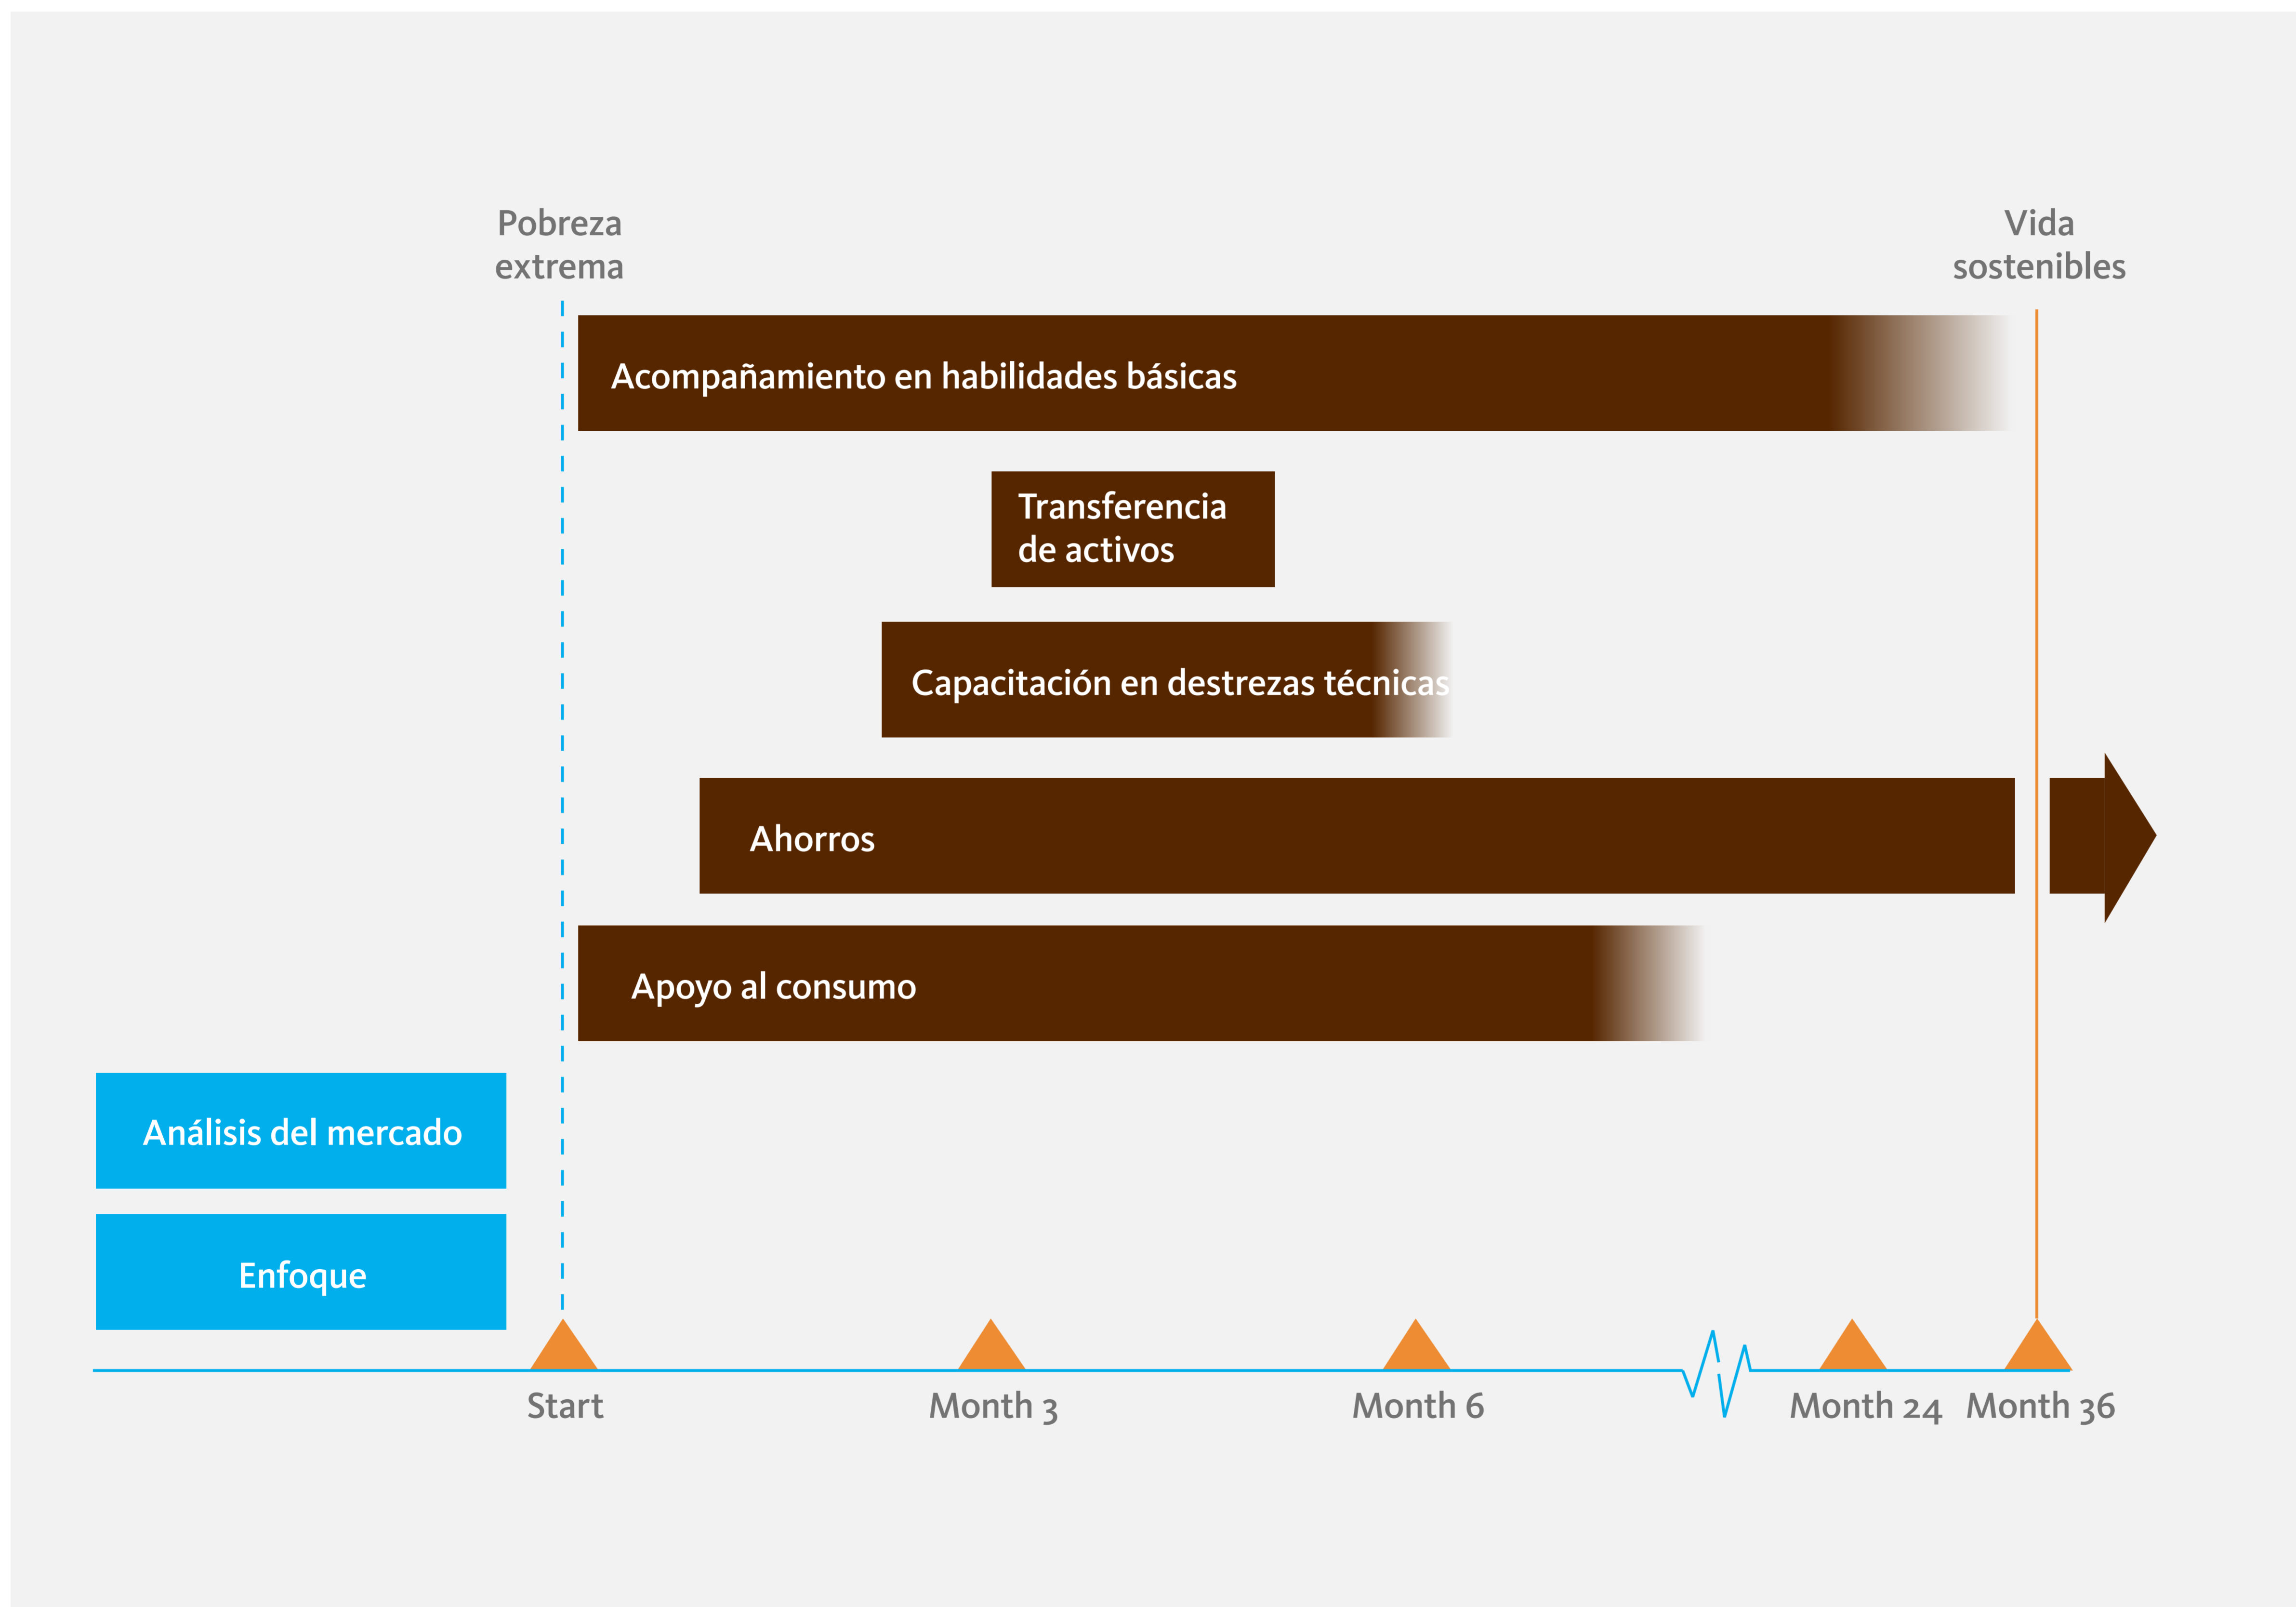 Pobreza
extrema
Vida
sostenibles
Acompañamiento en habilidades básicas
Transferencia
de activos
Capacitación en destrezas técnicas
Ahorros
Apoyo al consumo
Análisis del mercado
Enfoque
Start
Month 3
Month 6
Month 24
Month 36